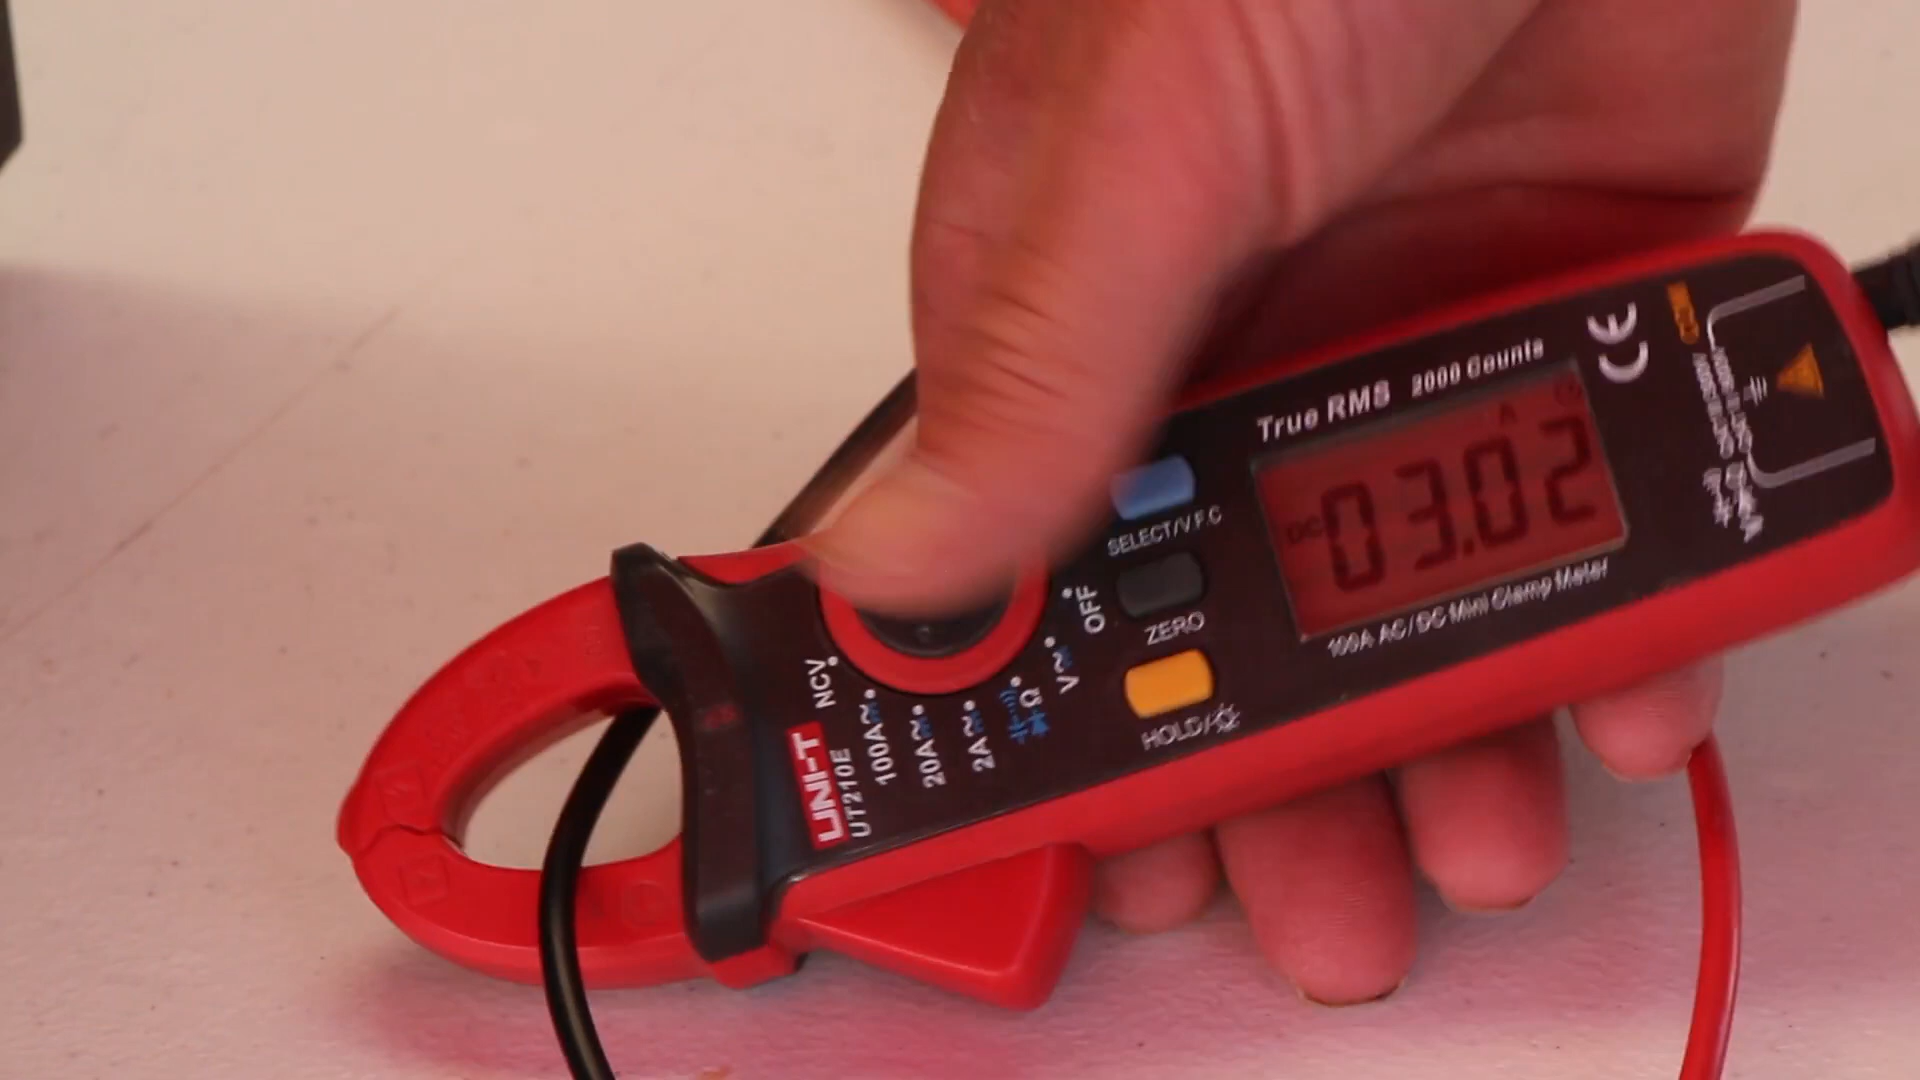 True RMS 2000 Counts
DC 03.02 A
100A AC/DC Mini Clamp Meter
SELECT/V.F.C
ZERO
HOLD/
OFF
V
Ω
2A
20A
100A
NCV
UNI-T
UT210E
CE